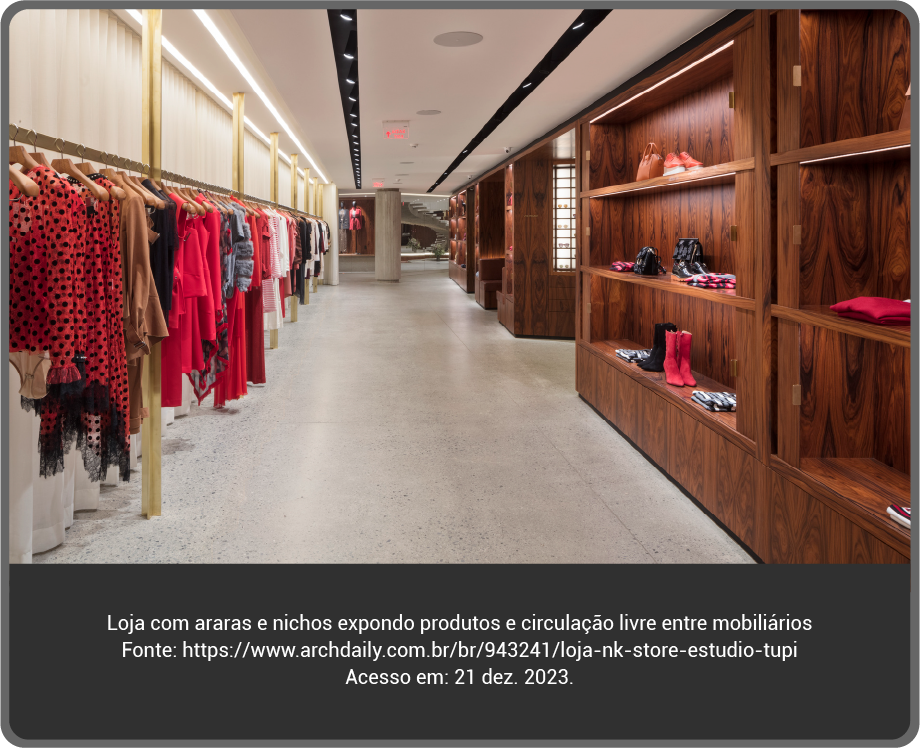 Loja com araras e nichos expondo produtos e circulação livre entre mobiliários
Fonte: https://www.archdaily.com.br/br/943241/loja-nk-store-estudio-tupi
Acesso em: 21 dez. 2023.